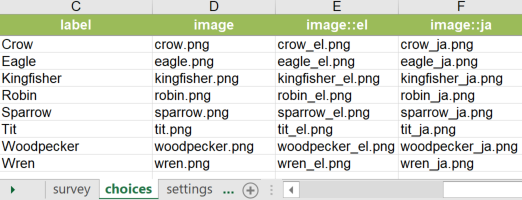 C D E F
label image image::el image::ja
Crow crow.png crow_el.png crow_ja.png
Eagle eagle.png eagle_el.png eagle_ja.png
Kingfisher kingfisher.png kingfisher_el.png kingfisher_ja.png
Robin robin.png robin_el.png robin_ja.png
Sparrow sparrow.png sparrow_el.png sparrow_ja.png
Tit tit.png tit_el.png tit_ja.png
Woodpecker woodpecker.png woodpecker_el.png woodpecker_ja.png
Wren wren.png wren_el.png wren_ja.png
survey choices settings ...